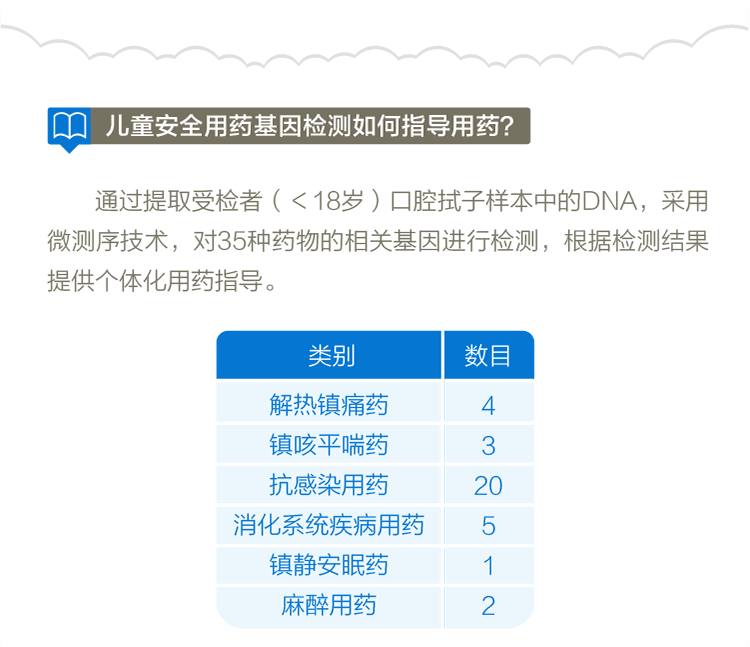 儿童安全用药基因检测如何指导用药？
通过提取受检者（＜18岁）口腔拭子样本中的DNA，采用
微测序技术，对35种药物的相关基因进行检测，根据检测结果
提供个体化用药指导。
类别 数目
解热镇痛药 4
镇咳平喘药 3
抗感染用药 20
消化系统疾病用药 5
镇静安眠药 1
麻醉用药 2